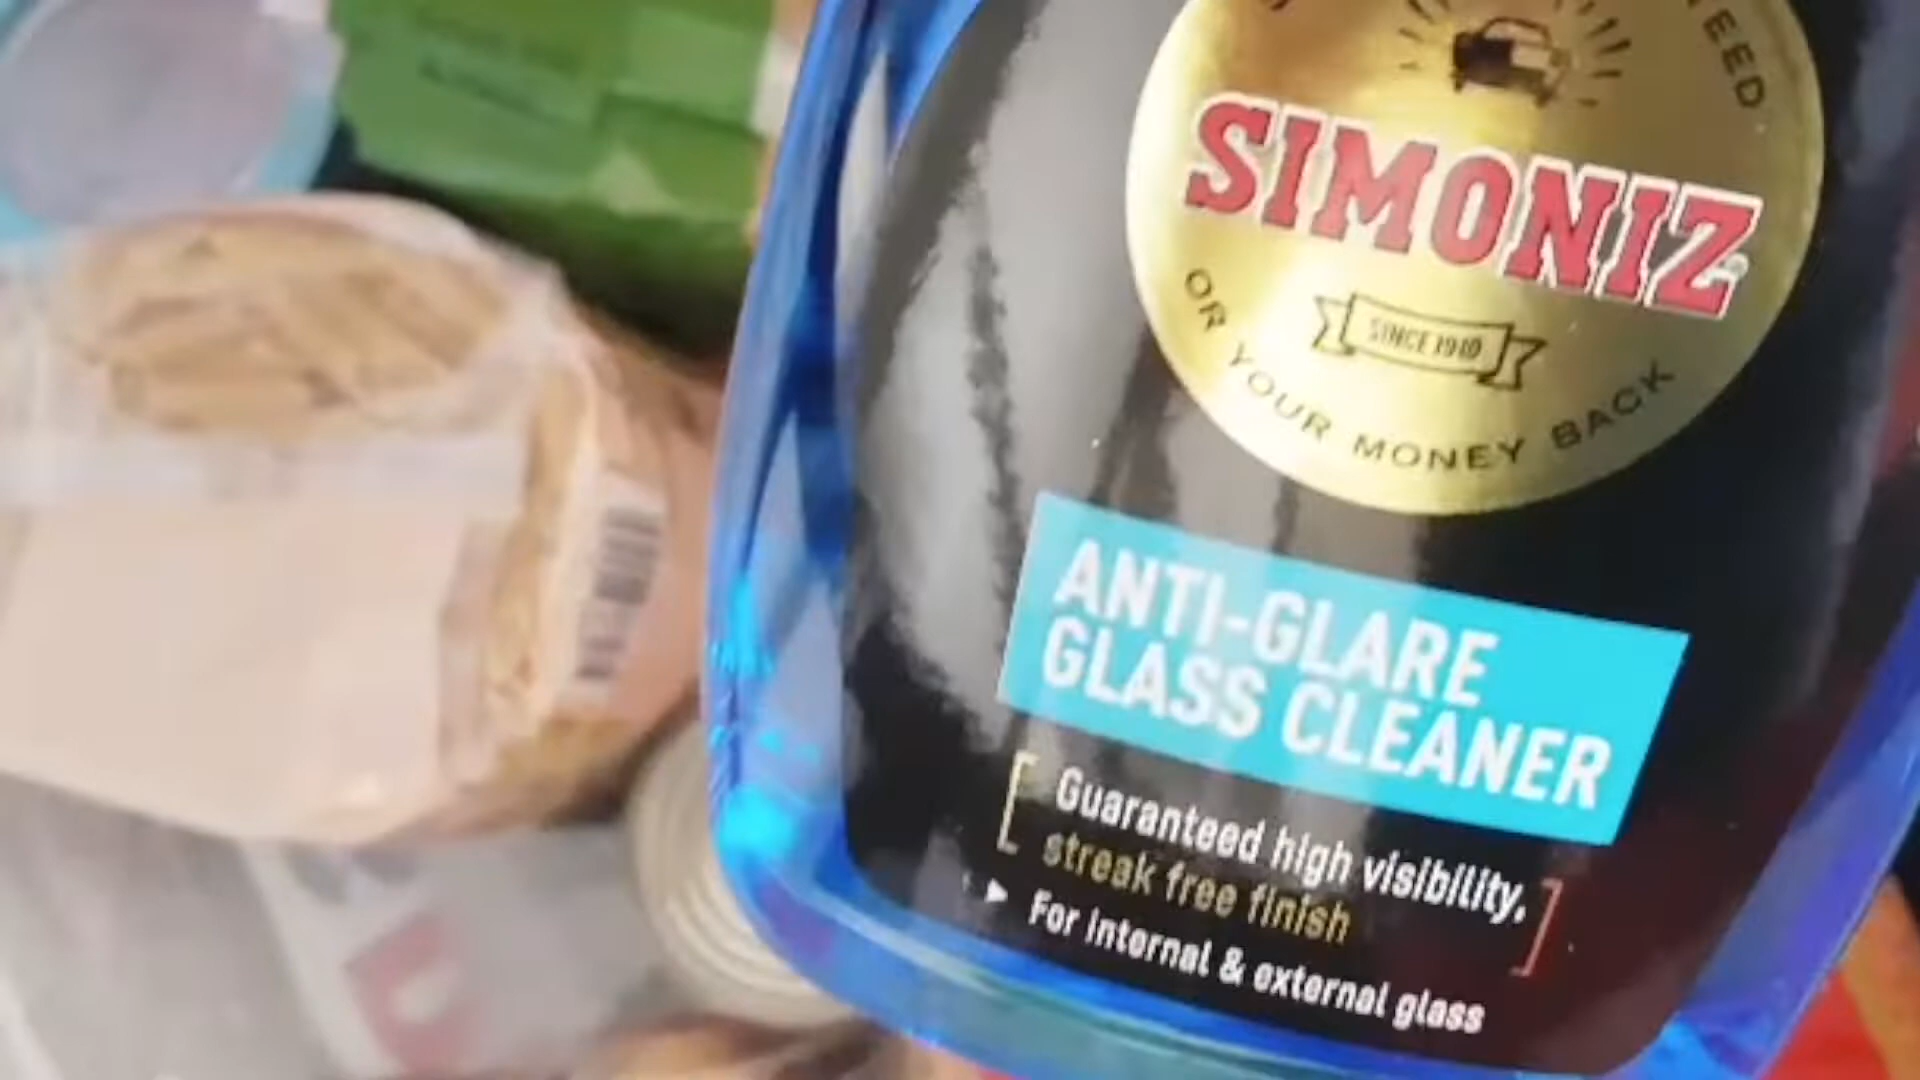 EED
SIMONIZ
SINCE 1910
OR YOUR MONEY BACK
ANTI-GLARE
GLASS CLEANER
Guaranteed high visibility,
streak free finish
For internal & external glass